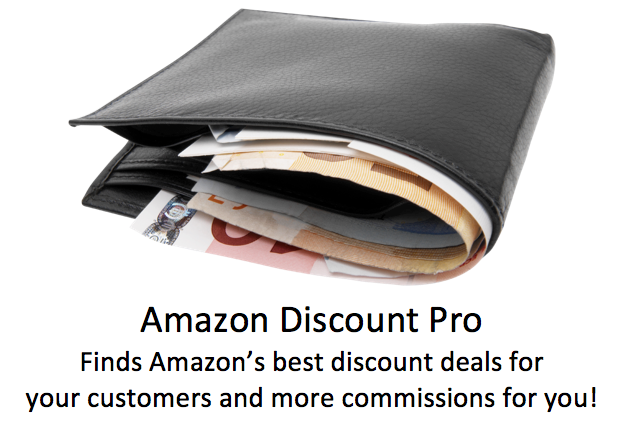 Amazon Discount Pro
Finds Amazon’s best discount deals for
your customers and more commissions for you!